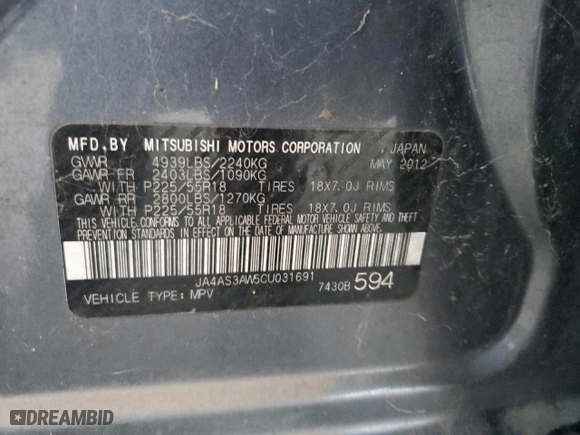 MFD.BY MITSUBISHI MOTORS CORPORATION , JAPAN
GVWR 4939LBS/2240KG MAY 2012
GAWR FR 2403LBS/1090KG
WITH P225/55R18 TIRES 18X7.0J RIMS
GAWR RR 2800LBS/1270KG
WITH P225/55R18 TIRES 18X7.0J RIMS
THIS VEHICLE CONFORMS TO ALL APPLICABLE FEDERAL MOTOR VEHICLE SAFETY AND THEFT
PREVENTION STANDARDS IN EFFECT ON THE DATE OF MANUFACTURE SHOWN ABOVE.
JA4AS3AW5CU031691
VEHICLE TYPE: MPV 7430B 594
DREAMBID